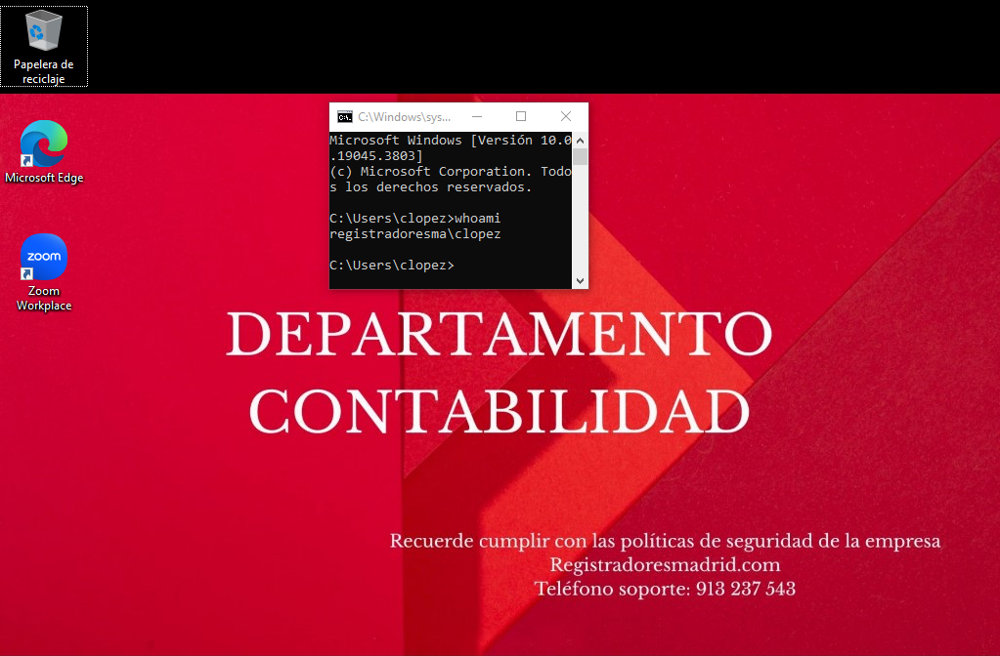 Papelera de
reciclaje
Microsoft Edge
zoom
Zoom
Workplace
C:\Windows\sys...
Microsoft Windows [Versión 10.0
.19045.3803]
(c) Microsoft Corporation. Todo
s los derechos reservados.
C:\Users\clopez>whoami
registradoresma\clopez
C:\Users\clopez>
DEPARTAMENTO
CONTABILIDAD
Recuerde cumplir con las políticas de seguridad de la empresa
Registradoresmadrid.com
Teléfono soporte: 913 237 543